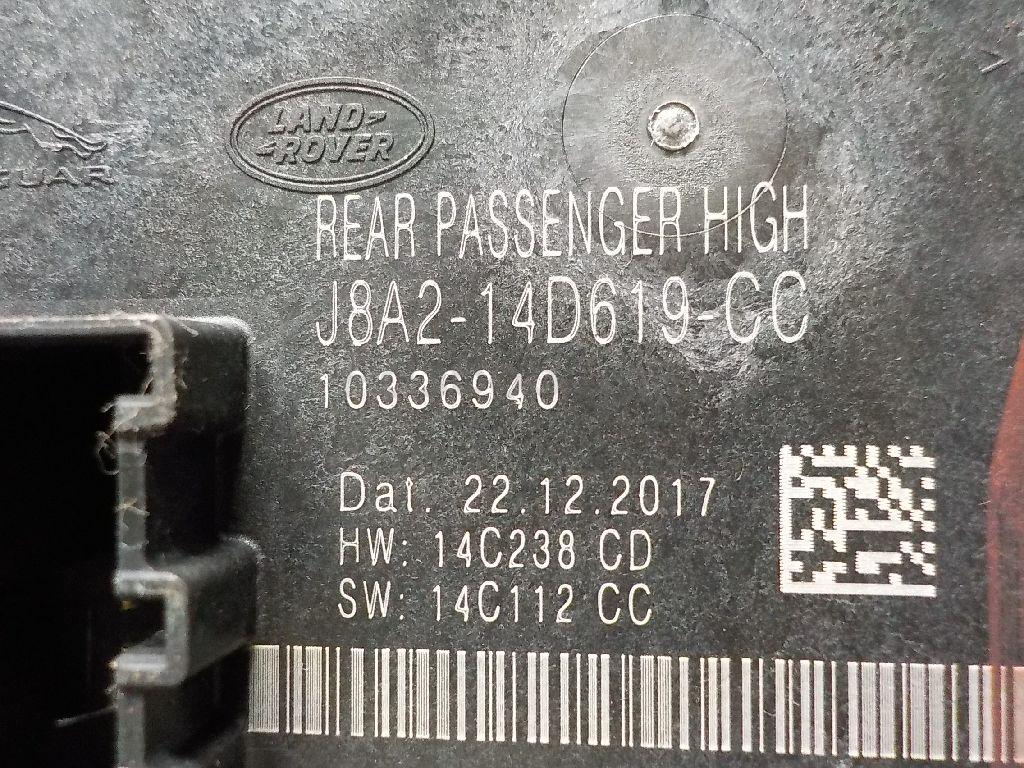 LAND-
-ROVER
GUAR
REAR PASSENGER HIGH
J8A2-14D619-CC
10336940
Dat. 22.12.2017
HW: 14C238 CD
SW: 14C112 CC